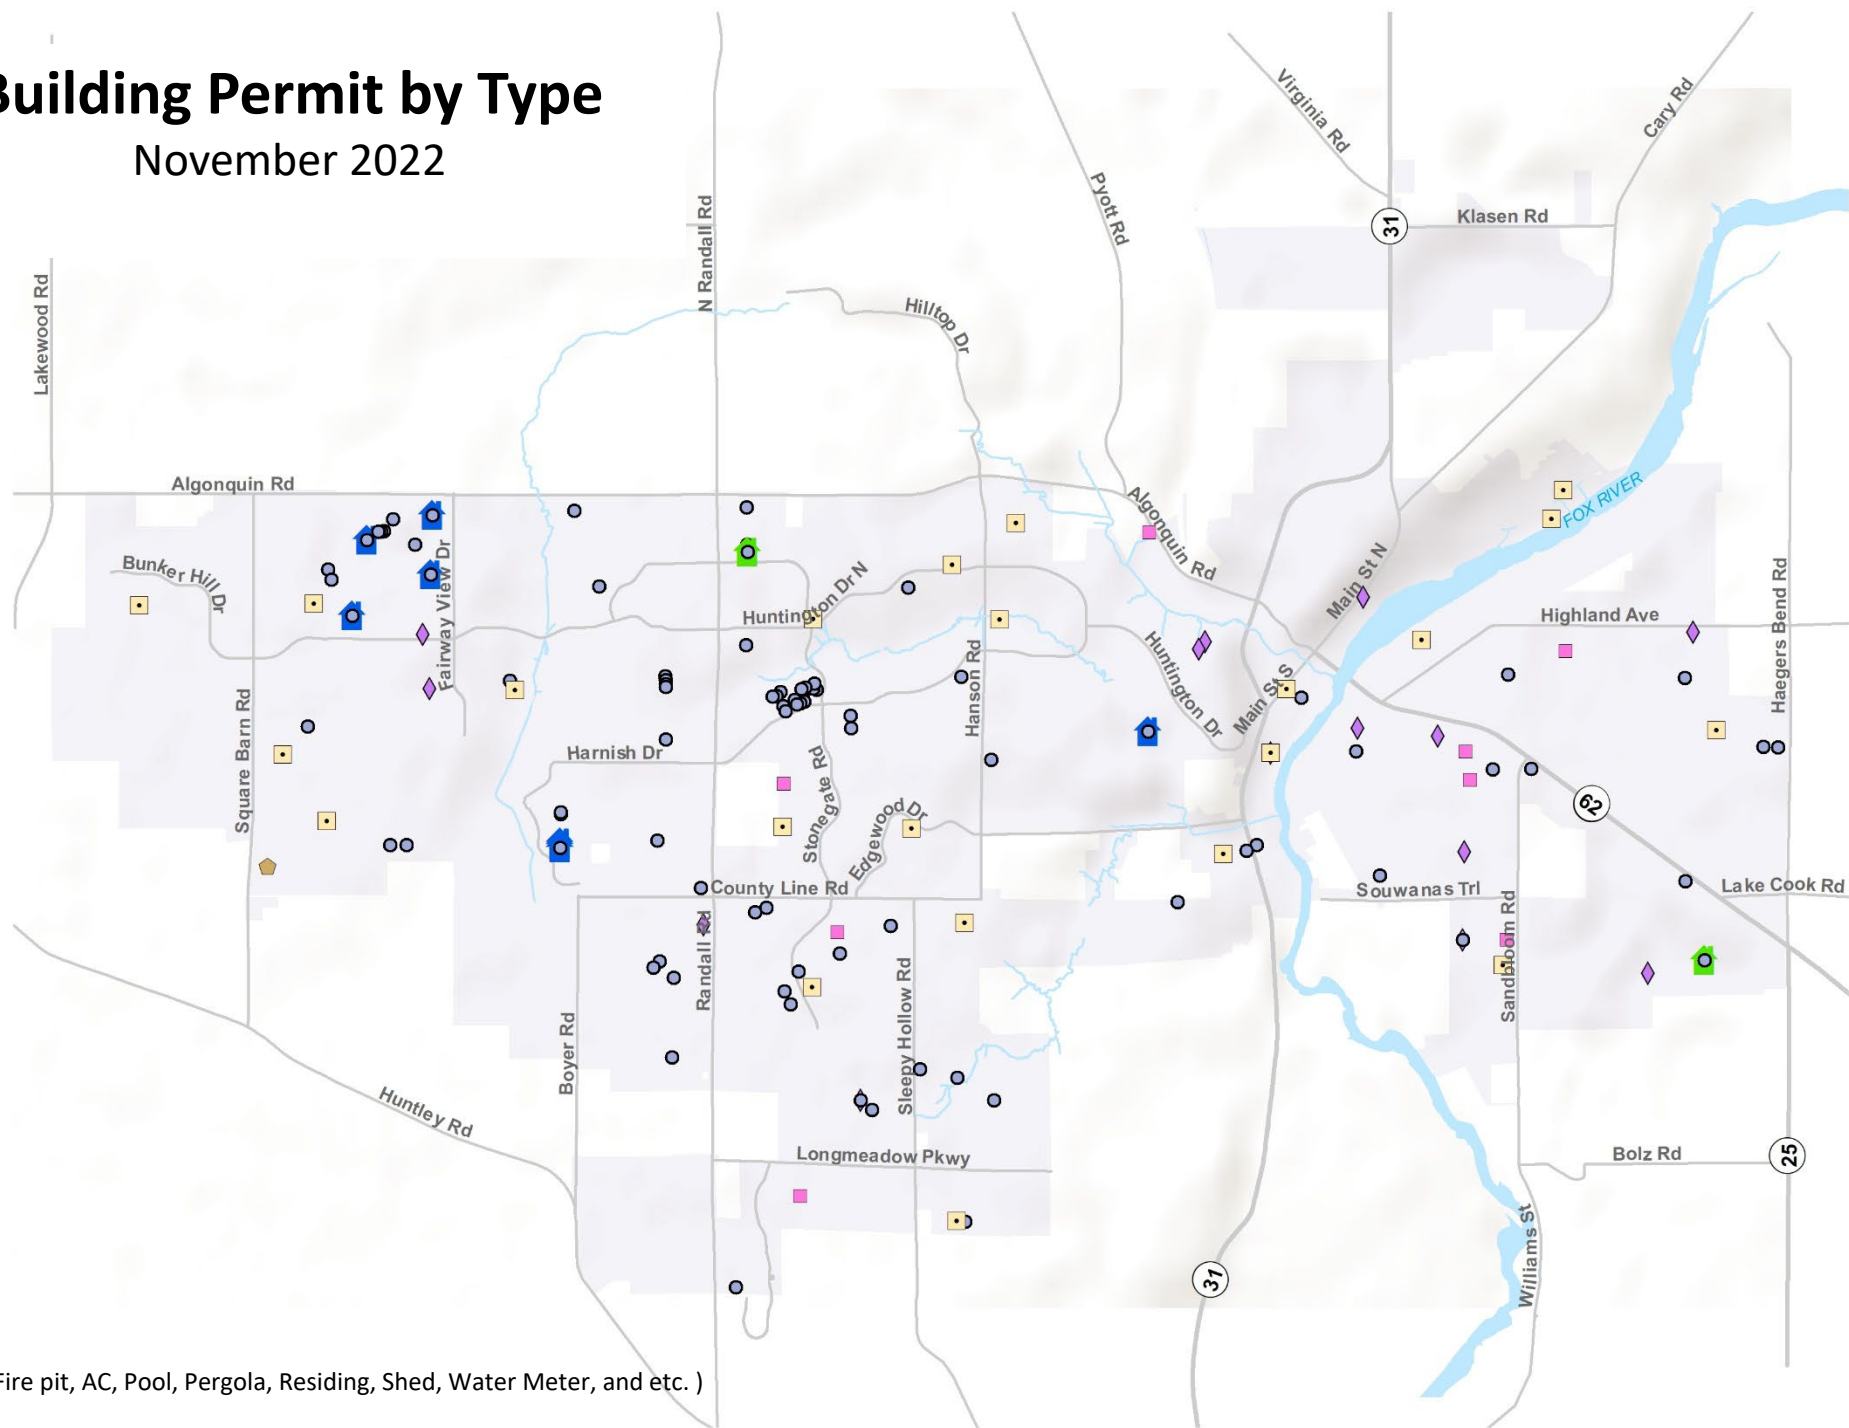 Building Permit by Type
November 2022
Virginia Rd
Cary Rd
Pyott Rd
N Randall Rd
31
Klasen Rd
Lakewood Rd
Hilltop Dr
Algonquin Rd
FOX RIVER
Algonquin Rd
Bunker Hill Dr
Fairway View Dr
Huntington Dr N
Main St N
Highland Ave
Haegers Bend Rd
Huntington Dr
Hanson Rd
Main St S
Square Barn Rd
Harnish Dr
Stonegate Rd
Edgewood Dr
62
County Line Rd
Souwanas Trl
Lake Cook Rd
Randall Rd
Sandbloom Rd
Sleepy Hollow Rd
Boyer Rd
Huntley Rd
Longmeadow Pkwy
Bolz Rd
25
Williams St
31
Fire pit, AC, Pool, Pergola, Residing, Shed, Water Meter, and etc. )